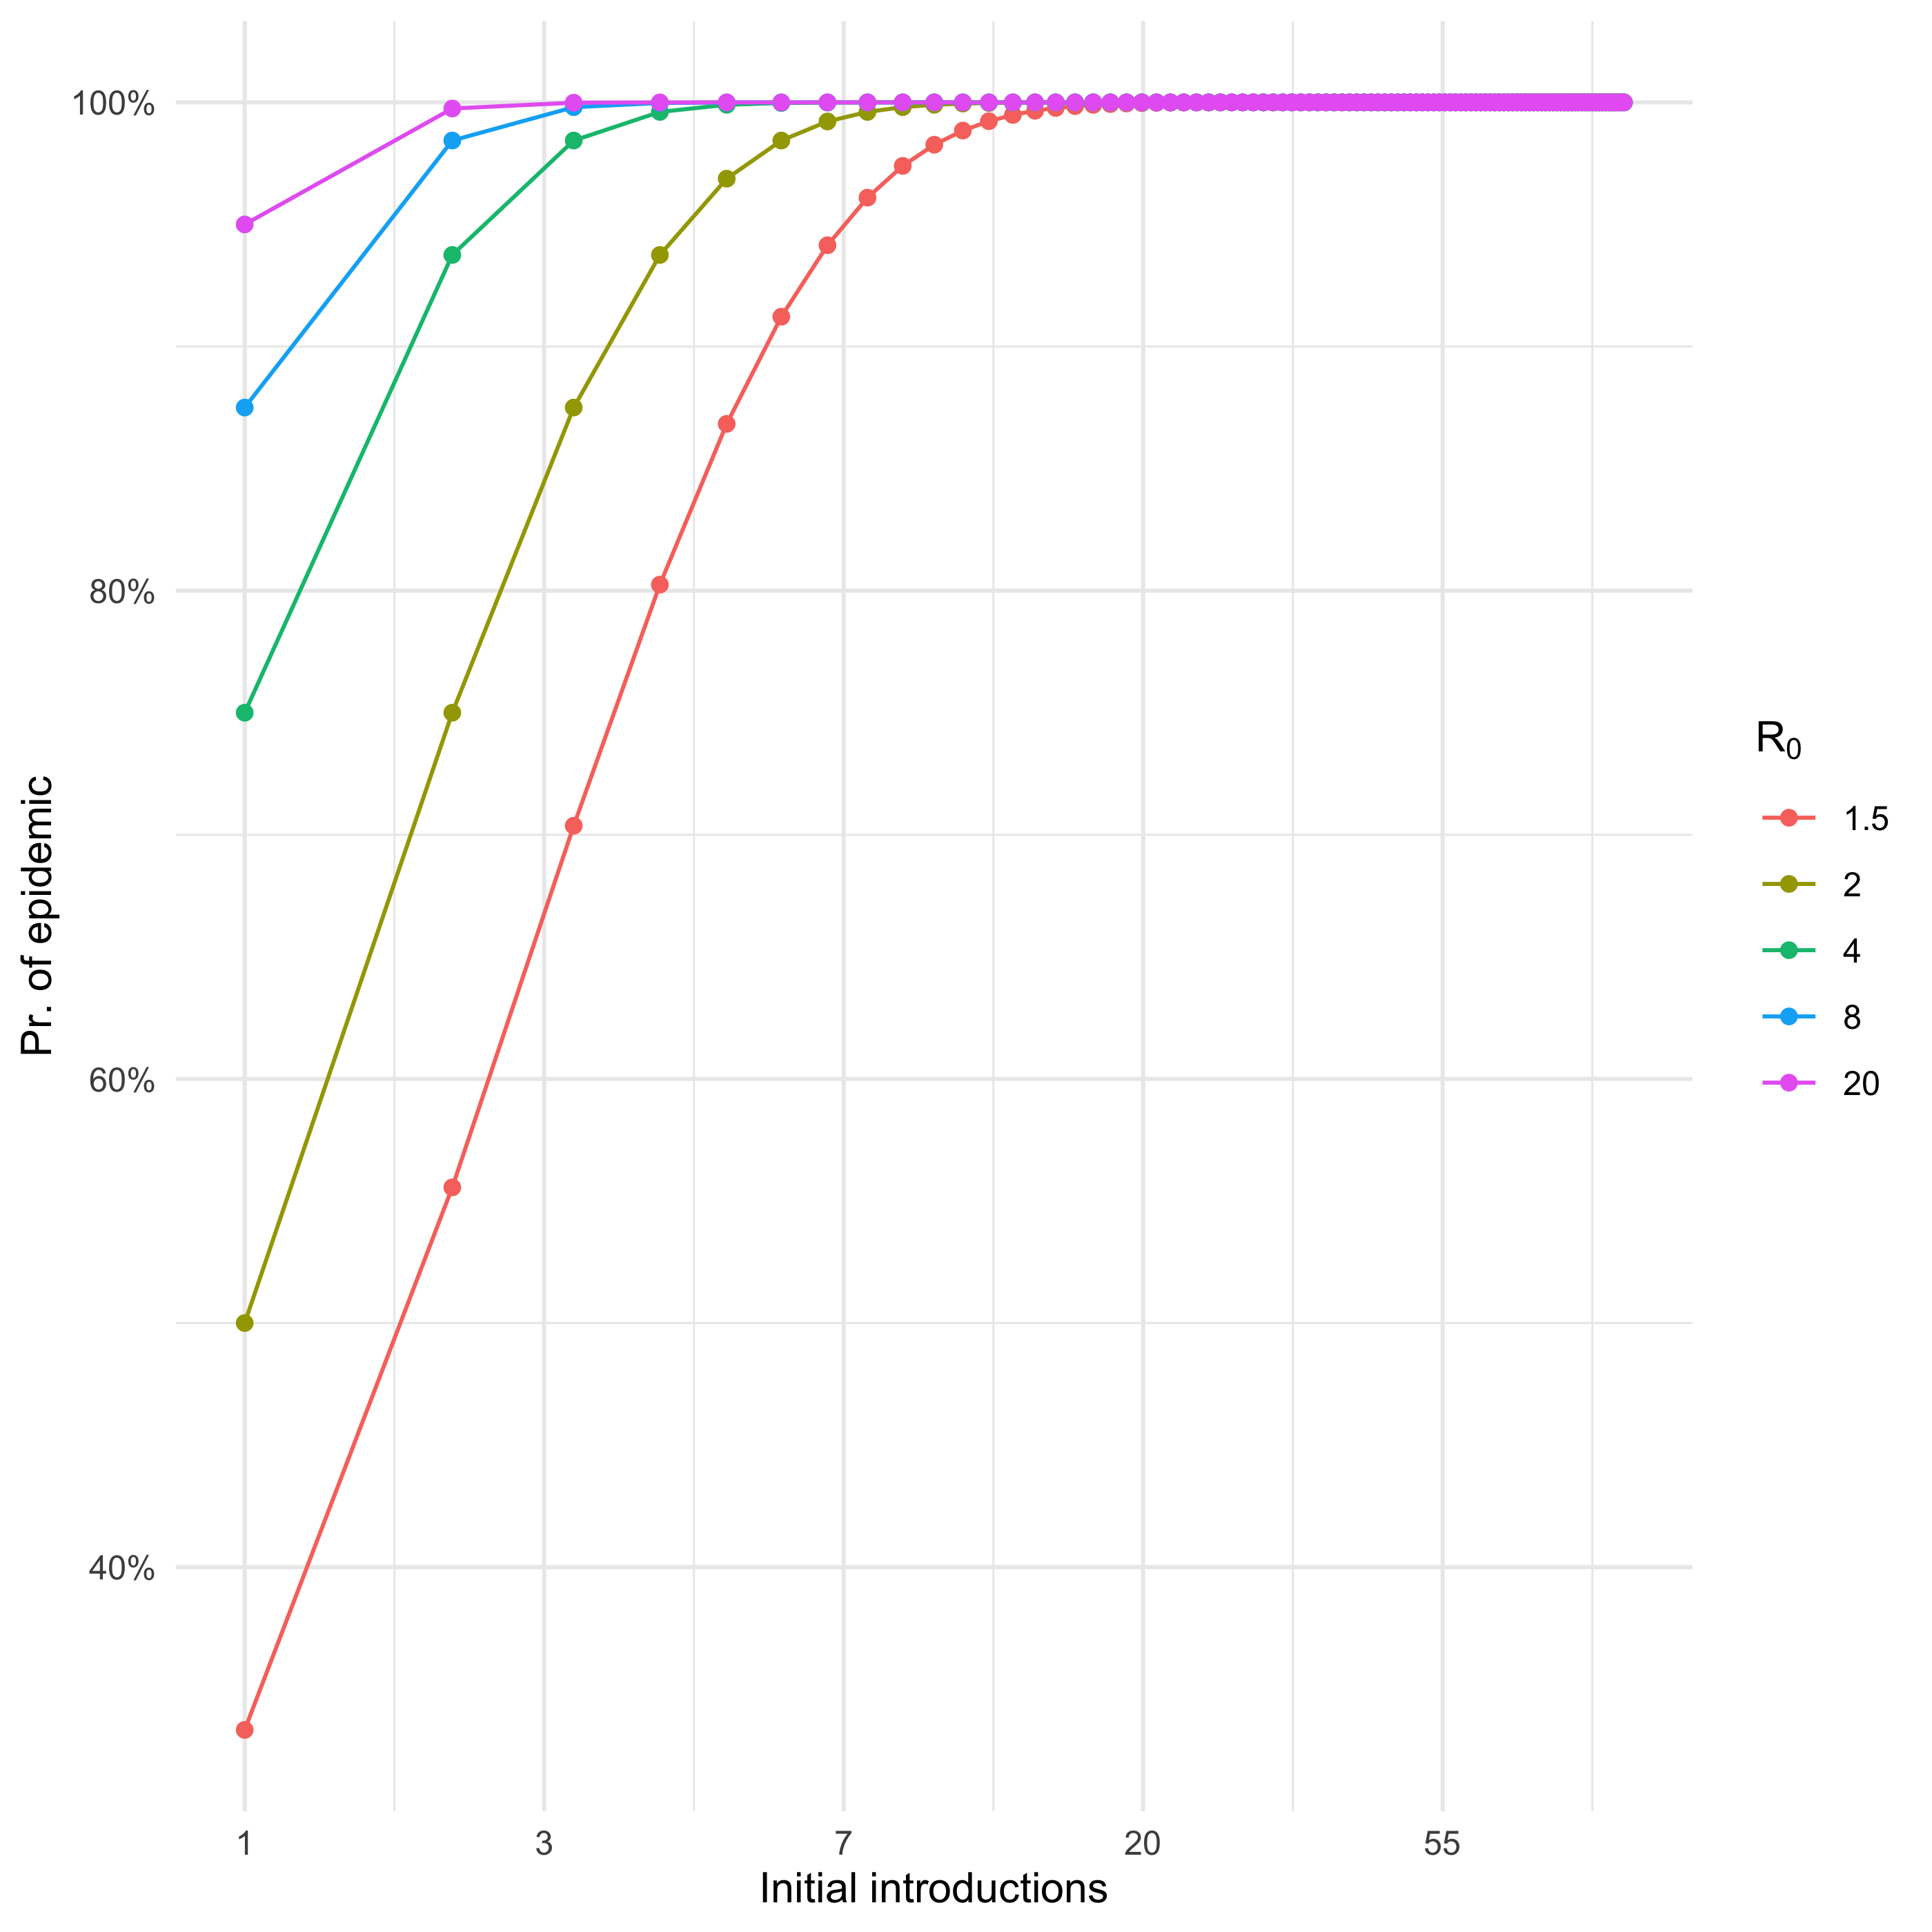 100%
80%
60%
40%
Pr. of epidemic
1 3 7 20 55
Initial introductions
R₀
1.5
2
4
8
20